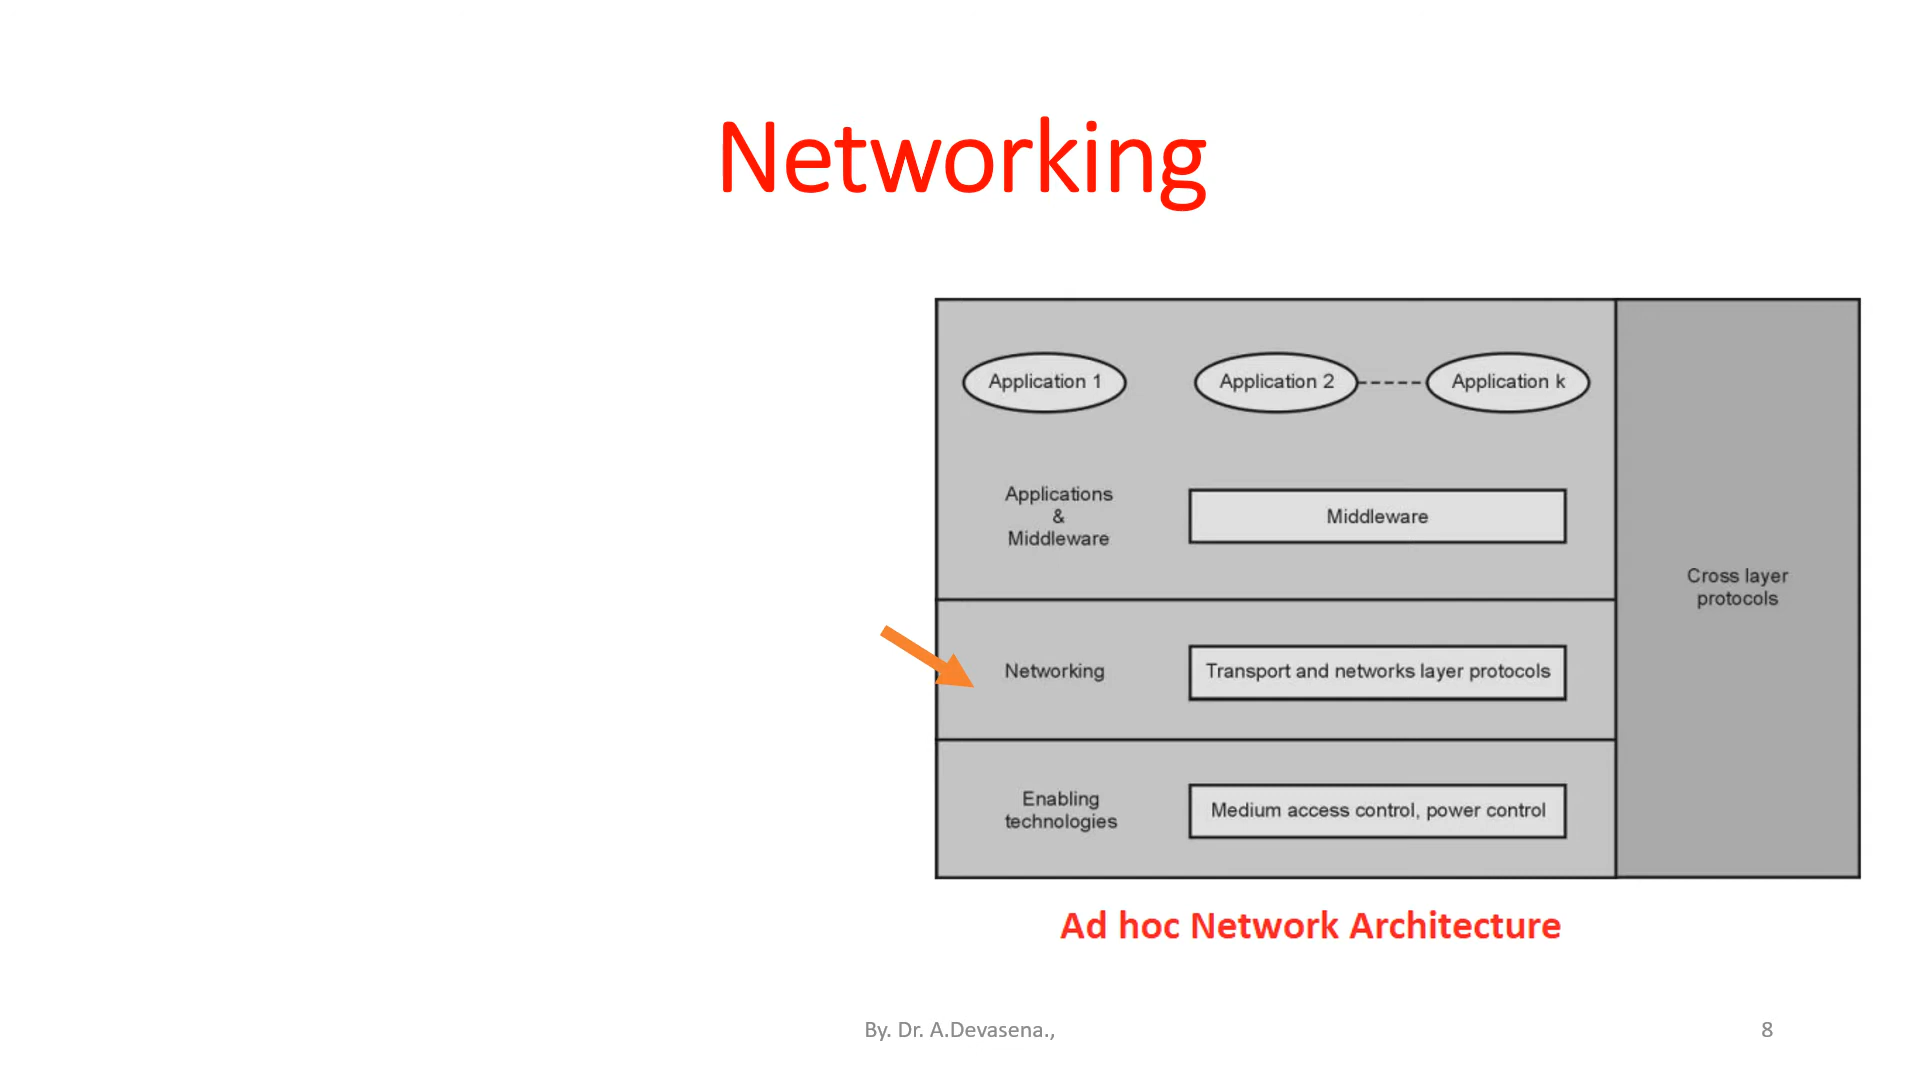 Networking
Application 1
Application 2
Application k
Applications
&
Middleware
Middleware
Cross layer
protocols
Networking
Transport and networks layer protocols
Enabling
technologies
Medium access control, power control
Ad hoc Network Architecture
By. Dr. A.Devasena.,
8